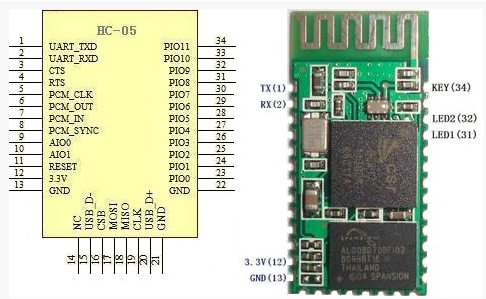 HC-05
1 UART_TXD PIO11 34
2 UART_RXD PIO10 33
3 CTS PIO9 32
4 RTS PIO8 31
5 PCM_CLK PIO7 30
6 PCM_OUT PIO6 29
7 PCM_IN PIO5 28
8 PCM_SYNC PIO4 27
9 AIO0 PIO3 26
10 AIO1 PIO2 25
11 RESET PIO1 24
12 3.3V PIO0 23
13 GND GND 22
NC USB_D- CSB MOSI MISO CLK USB_D+ GND
14 15 16 17 18 19 20 21
TX(1)
RX(2)
KEY(34)
LED2(32)
LED1(31)
3.3V(12)
GND(13)
SPANSION
THAILAND
SPANSION